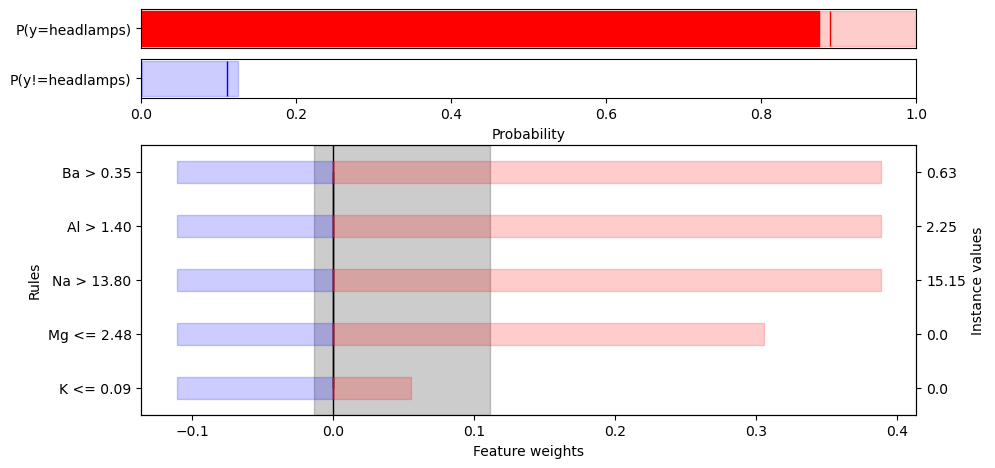 P(y=headlamps)
P(y!=headlamps)
0.0 0.2 0.4 0.6 0.8 1.0
Probability
Ba > 0.35 0.63
Al > 1.40 2.25
Na > 13.80 15.15
Mg <= 2.48 0.0
K <= 0.09 0.0
Rules
Instance values
−0.1 0.0 0.1 0.2 0.3 0.4
Feature weights